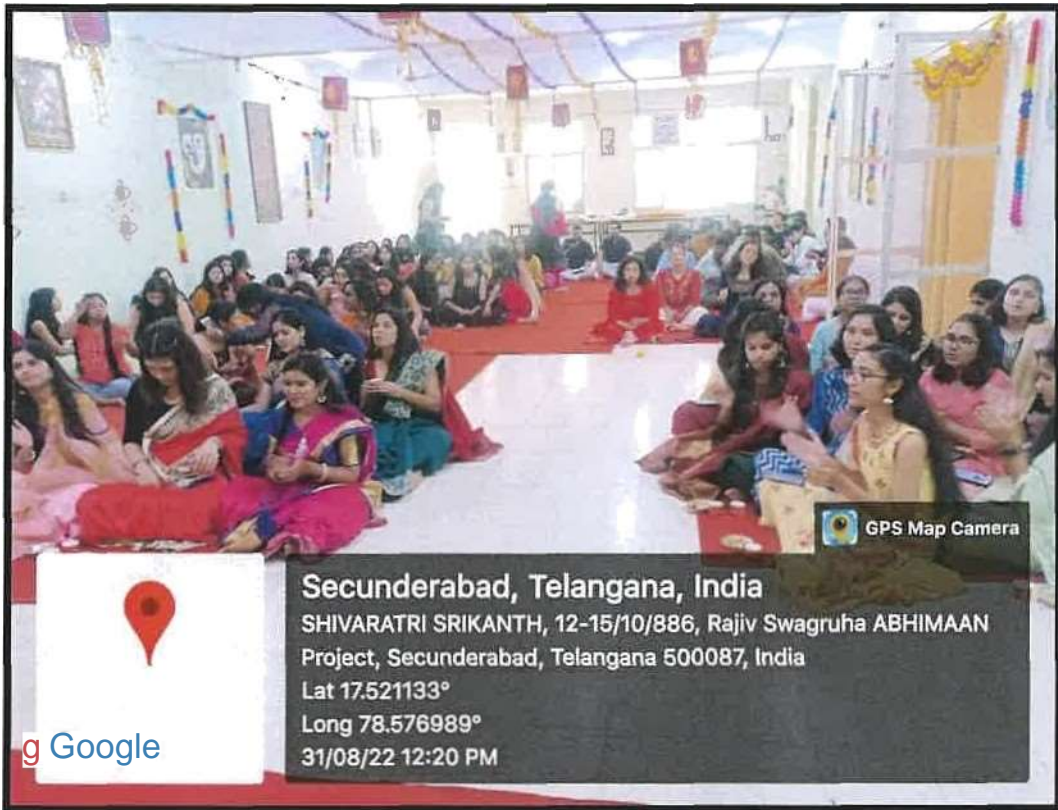 GPS Map Camera
Secunderabad, Telangana, India
SHIVARATRI SRIKANTH, 12-15/10/886, Rajiv Swagruha ABHIMAAN
Project, Secunderabad, Telangana 500087, India
Lat 17.521133°
Long 78.576989°
31/08/22 12:20 PM
g Google